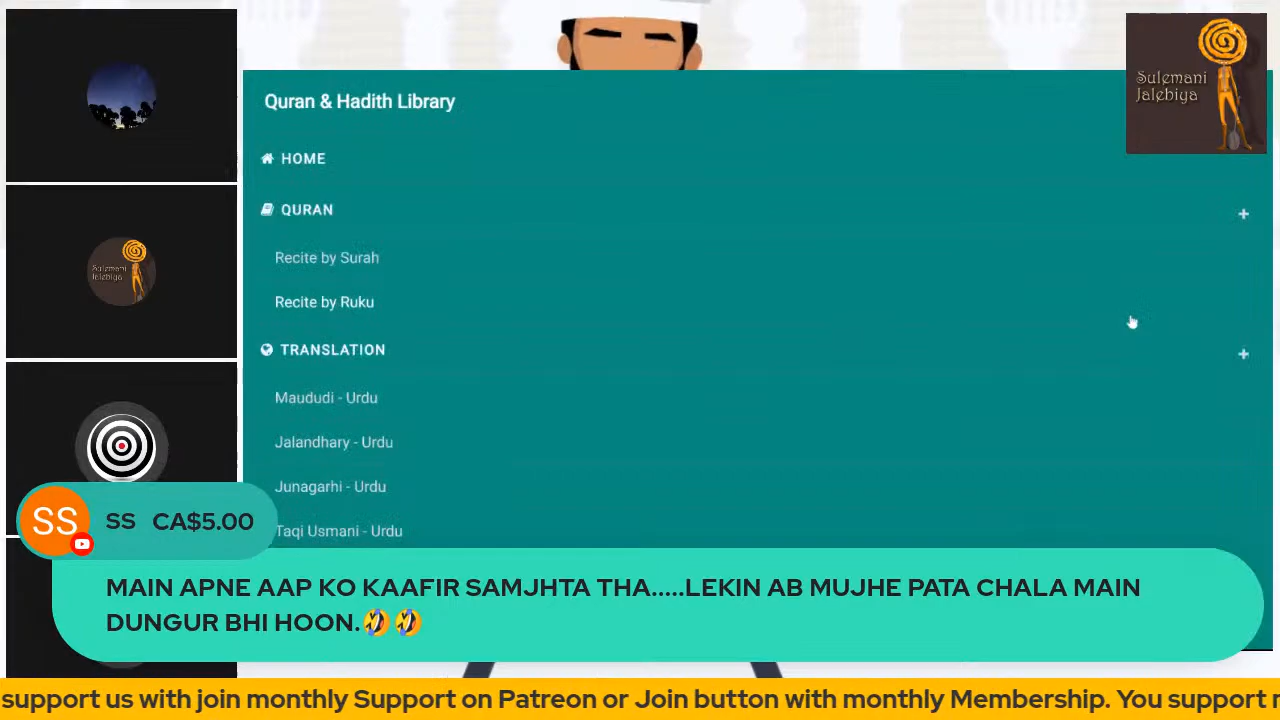 Quran & Hadith Library
Sulemani
Jalebiya
HOME
QURAN
+
Recite by Surah
Sulemani
Jalebiya
Recite by Ruku
TRANSLATION
+
Maududi - Urdu
Jalandhary - Urdu
Junagarhi - Urdu
SS SS CA$5.00
Taqi Usmani - Urdu
MAIN APNE AAP KO KAAFIR SAMJHTA THA.....LEKIN AB MUJHE PATA CHALA MAIN
DUNGUR BHI HOON.🤣🤣
support us with join monthly Support on Patreon or Join button with monthly Membership. You support